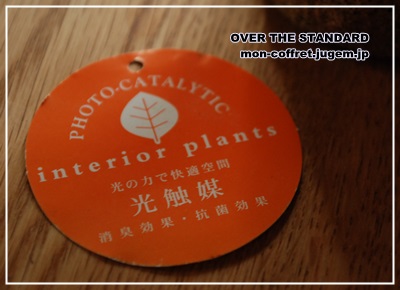 OVER THE STANDARD
mon-coffret.jugem.jp
PHOTO-CATALYTIC
interior plants
光の力で快適空間
光触媒
消臭効果・抗菌効果